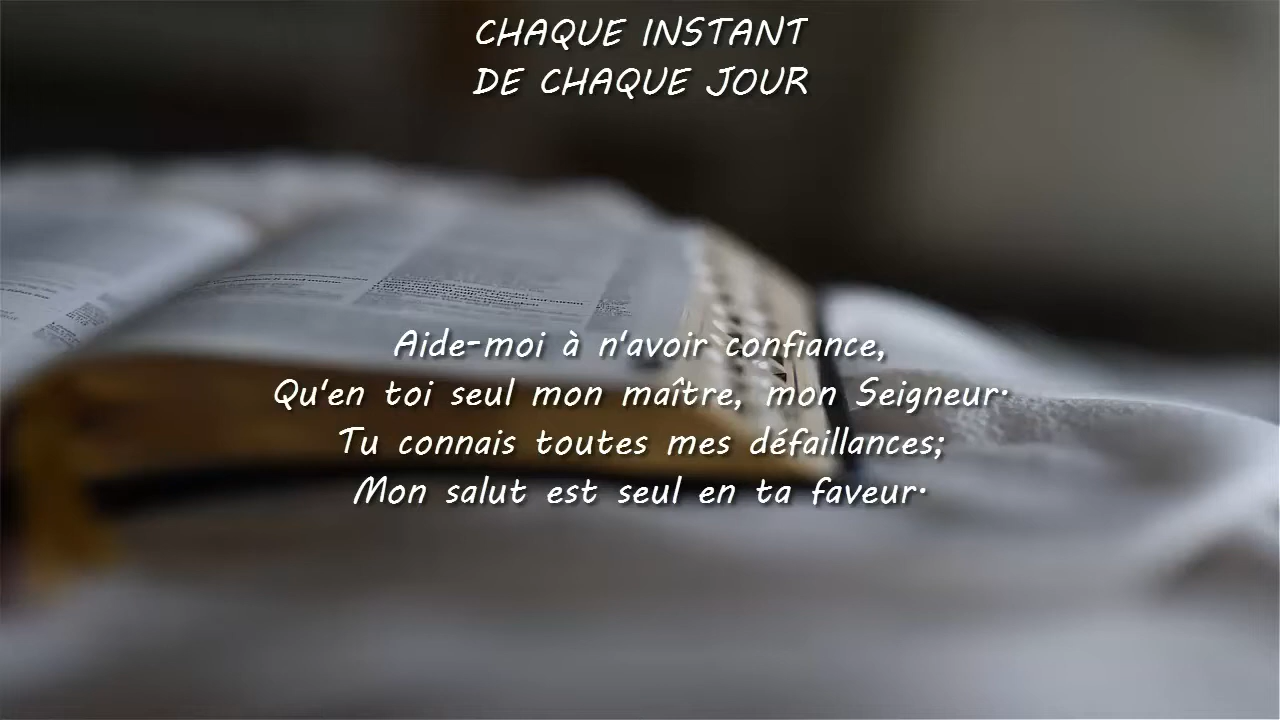 CHAQUE INSTANT
DE CHAQUE JOUR
Aide-moi à n'avoir confiance,
Qu'en toi seul mon maître, mon Seigneur.
Tu connais toutes mes défaillances;
Mon salut est seul en ta faveur.